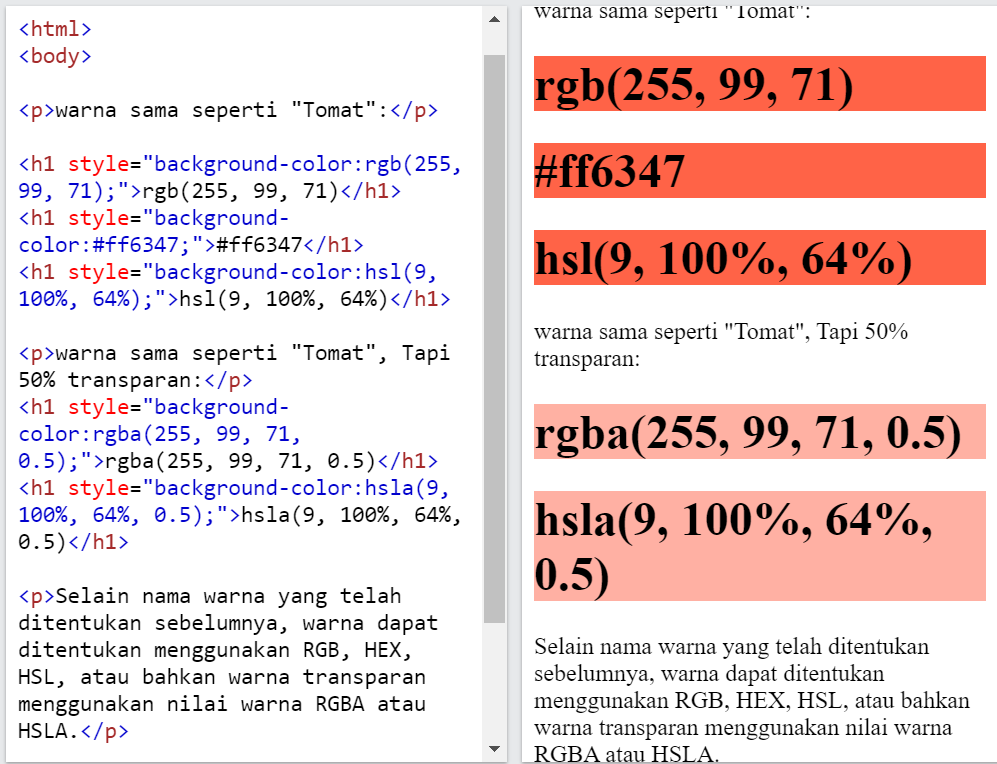 <html>
<body>
<p>warna sama seperti "Tomat":</p>
<h1 style="background-color:rgb(255,
99, 71);">rgb(255, 99, 71)</h1>
<h1 style="background-
color:#ff6347;">#ff6347</h1>
<h1 style="background-color:hsl(9,
100%, 64%);">hsl(9, 100%, 64%)</h1>
<p>warna sama seperti "Tomat", Tapi
50% transparan:</p>
<h1 style="background-
color:rgba(255, 99, 71,
0.5);">rgba(255, 99, 71, 0.5)</h1>
<h1 style="background-color:hsla(9,
100%, 64%, 0.5);">hsla(9, 100%, 64%,
0.5)</h1>
<p>Selain nama warna yang telah
ditentukan sebelumnya, warna dapat
ditentukan menggunakan RGB, HEX,
HSL, atau bahkan warna transparan
menggunakan nilai warna RGBA atau
HSLA.</p>
warna sama seperti "Tomat":
rgb(255, 99, 71)
#ff6347
hsl(9, 100%, 64%)
warna sama seperti "Tomat", Tapi 50%
transparan:
rgba(255, 99, 71, 0.5)
hsla(9, 100%, 64%,
0.5)
Selain nama warna yang telah ditentukan
sebelumnya, warna dapat ditentukan
menggunakan RGB, HEX, HSL, atau bahkan
warna transparan menggunakan nilai warna
RGBA atau HSLA.